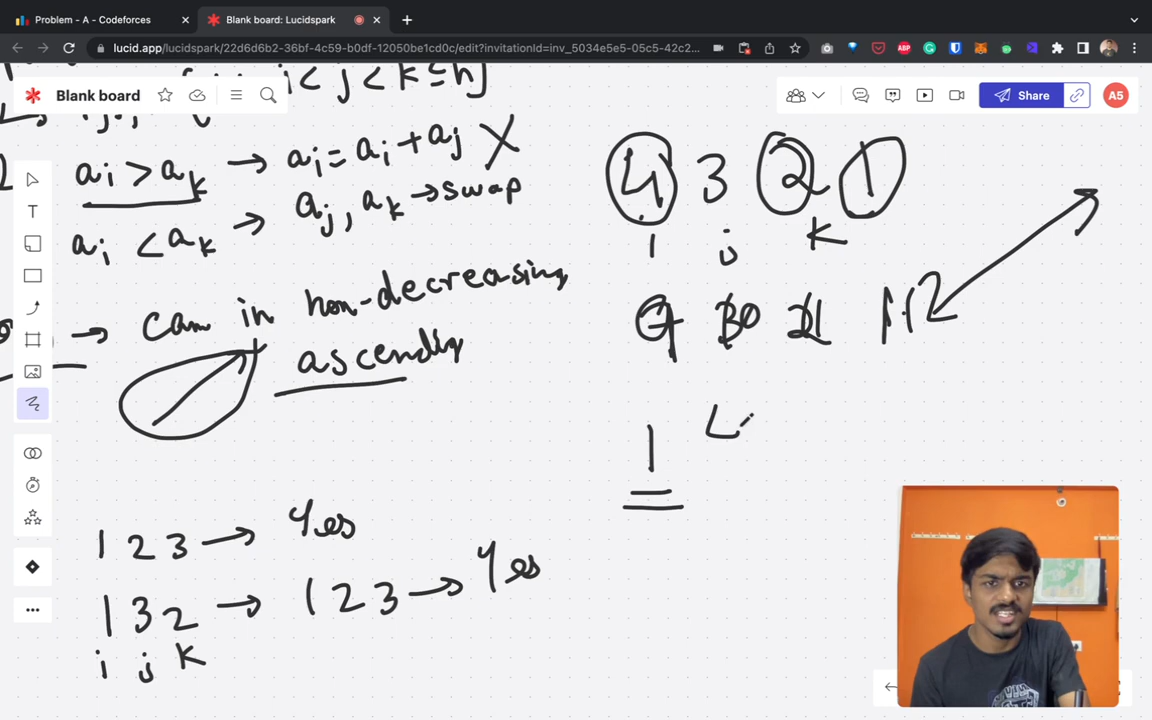 Problem - A - Codeforces
Blank board: Lucidspark
lucid.app/lucidspark/22d6d6b2-36bf-4c59-b0df-12050be1cd0c/edit?invitationId=inv_5034e5e5-05c5-42c2...
i < j < k ≤ n]
Blank board
Share
A5
ai > ak → ai = ai + aj X
ai < ak → aj, ak → swap
→ can in non-decreasing
ascending
4 3 2 1
i j k
1
1 2 3 → Yes
1 3 2 → 1 2 3 → Yes
i j k